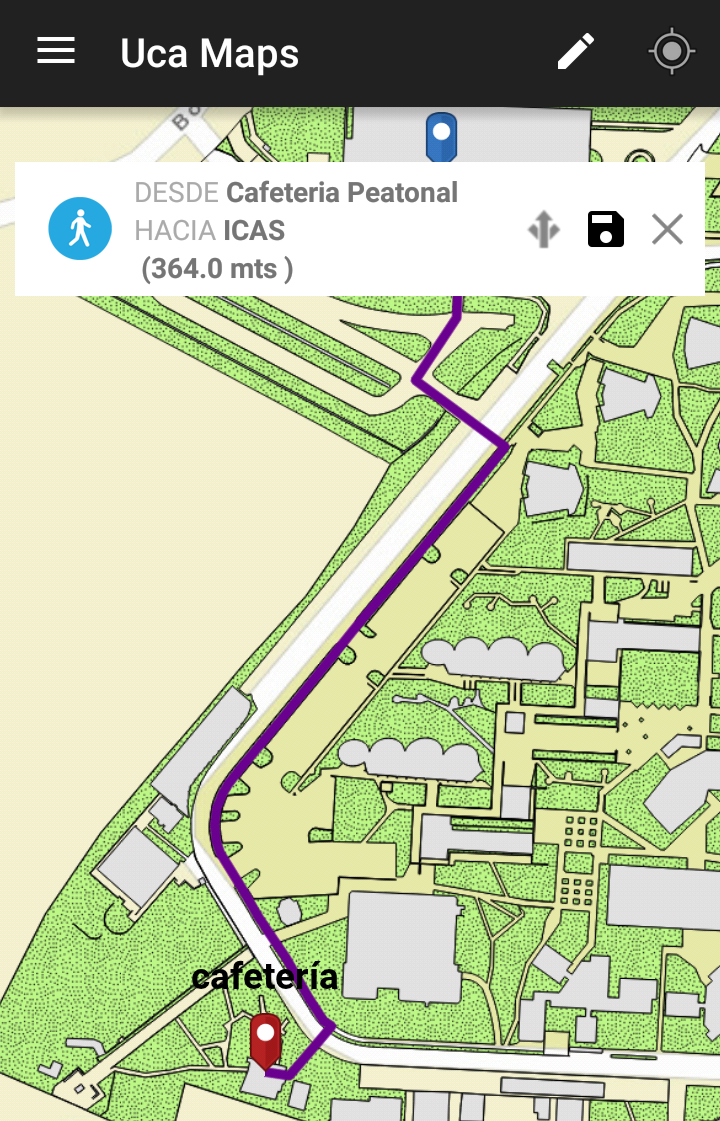 Uca Maps
DESDE Cafeteria Peatonal
HACIA ICAS
(364.0 mts )
cafetería